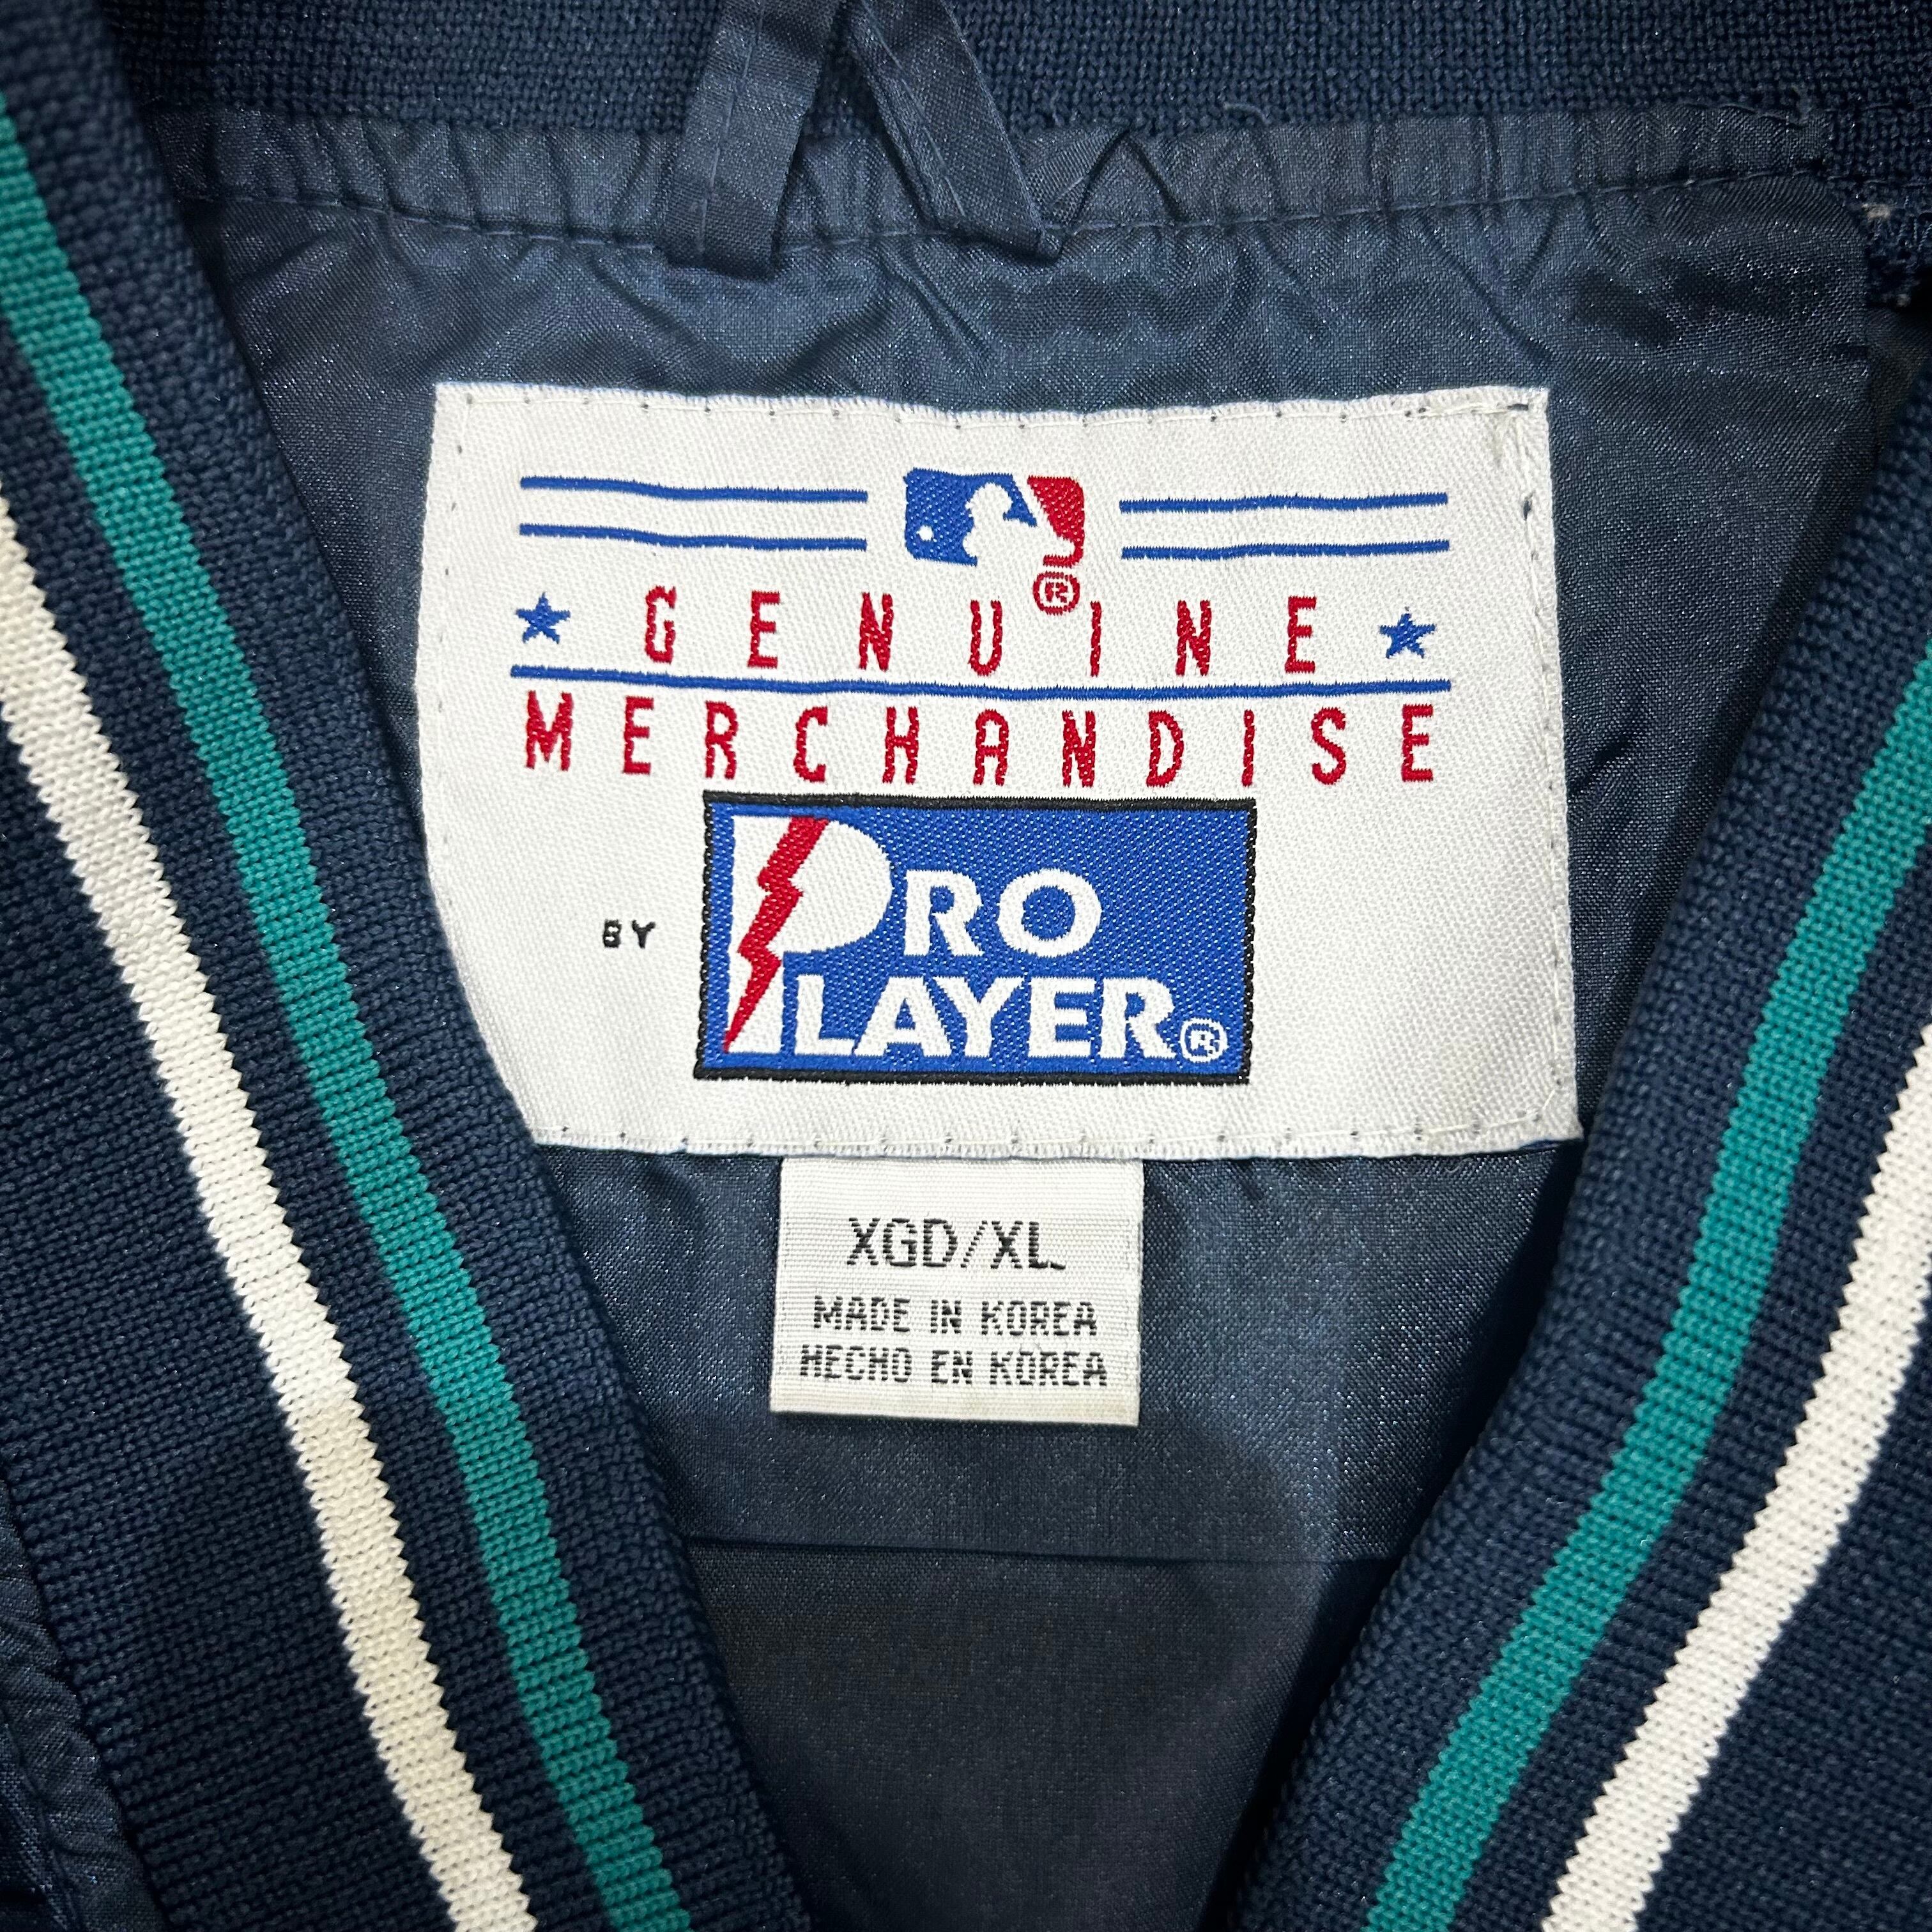 GENUINE
MERCHANDISE
BY PRO PLAYER®
XGD/XL
MADE IN KOREA
HECHO EN KOREA